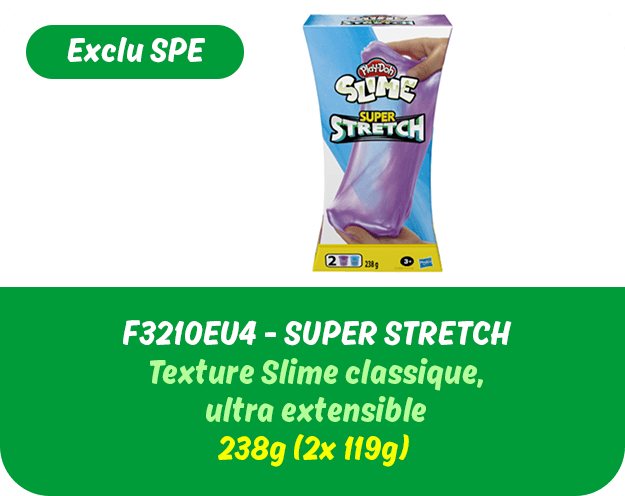 Exclu SPE
Play-Doh
SLIME
SUPER
STRETCH
2
238 g
3+
F3210EU4 - SUPER STRETCH
Texture Slime classique,
ultra extensible
238g (2x 119g)